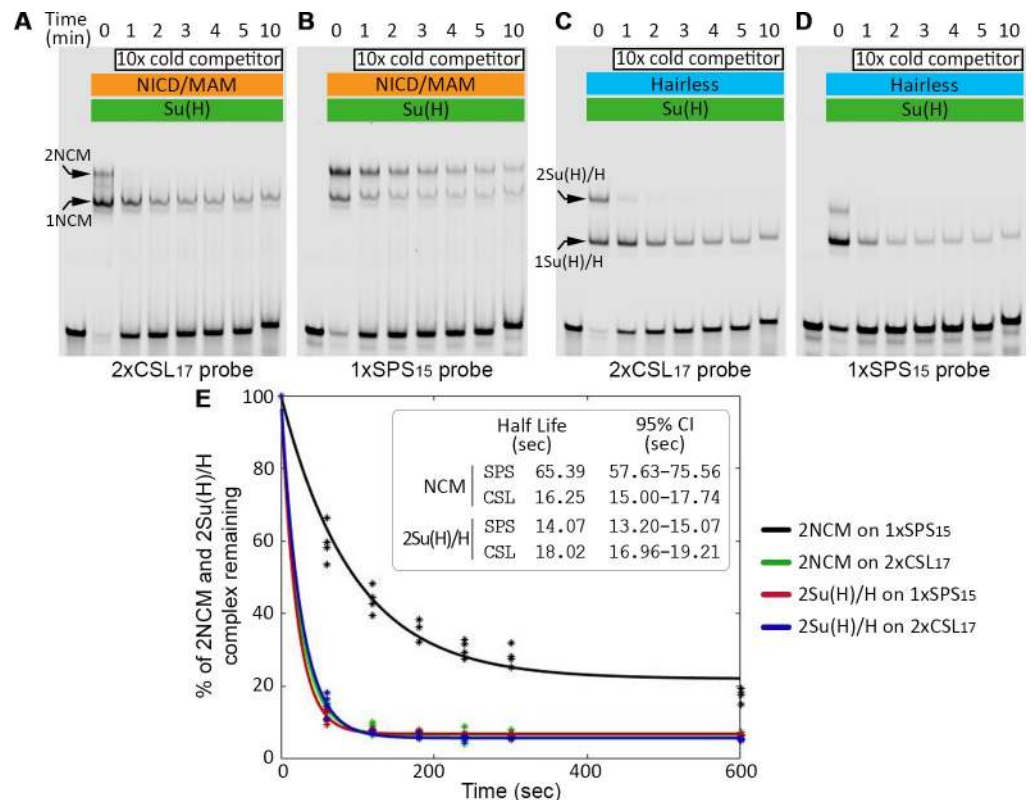 A B C D
Time (min) 0 1 2 3 4 5 10 0 1 2 3 4 5 10 0 1 2 3 4 5 10 0 1 2 3 4 5 10
10x cold competitor 10x cold competitor 10x cold competitor 10x cold competitor
NICD/MAM NICD/MAM Hairless Hairless
Su(H) Su(H) Su(H) Su(H)
2NCM
1NCM
2Su(H)/H
1Su(H)/H
2xCSL17 probe 1xSPS15 probe 2xCSL17 probe 1xSPS15 probe
E
% of 2NCM and 2Su(H)/H
complex remaining
100
80
60
40
20
0
0 200 400 600
Time (sec)
Half Life 95% CI
(sec) (sec)
NCM SPS 65.39 57.63-75.56
CSL 16.25 15.00-17.74
2Su(H)/H SPS 14.07 13.20-15.07
CSL 18.02 16.96-19.21
2NCM on 1xSPS15
2NCM on 2xCSL17
2Su(H)/H on 1xSPS15
2Su(H)/H on 2xCSL17